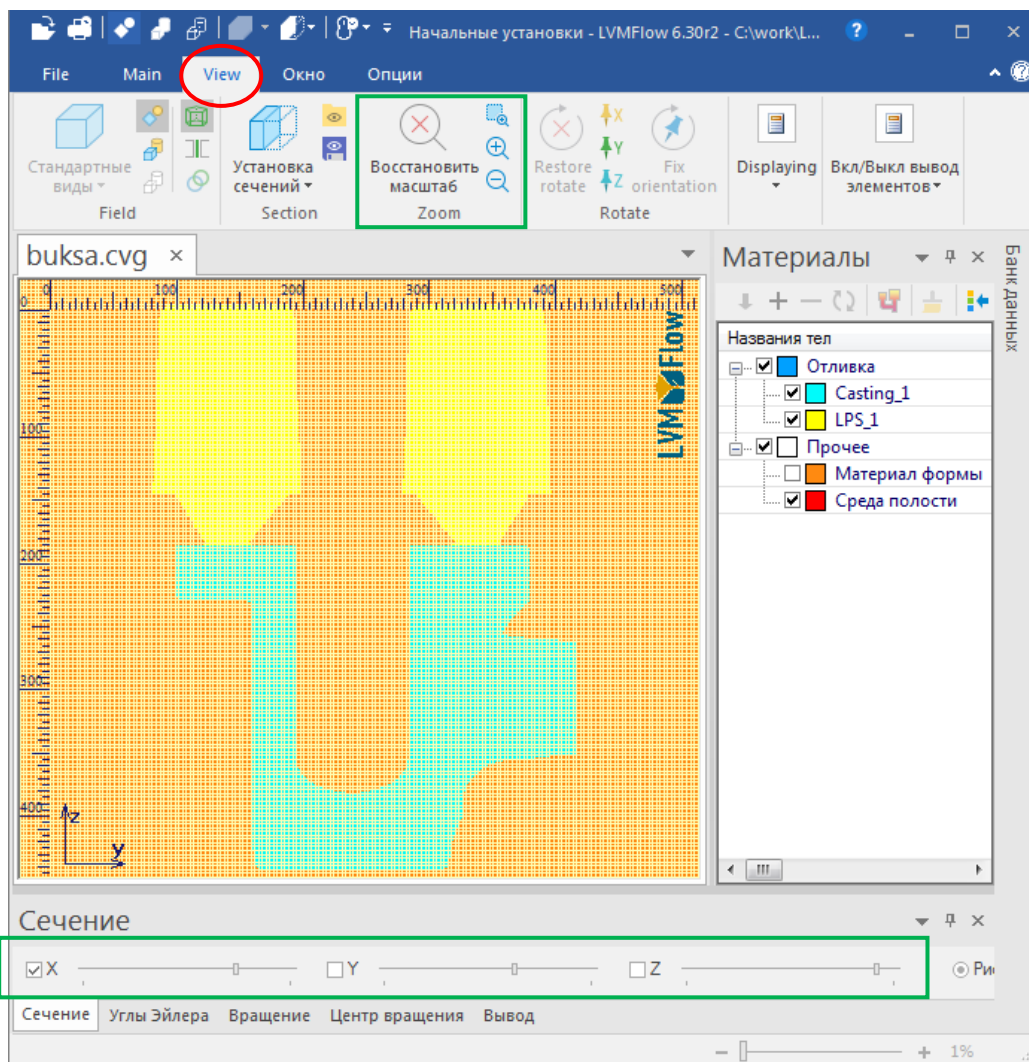 Начальные установки - LVMFlow 6.30r2 - C:\work\L...
File Main View Окно Опции
Стандартные виды
Установка сечений
Восстановить масштаб
Restore rotate
X
Y
Z
Fix orientation
Displaying
Вкл/Выкл вывод элементов
Field Section Zoom Rotate
buksa.cvg
0 100 200 300 400 500
0
100
200
300
400
LVMFlow
z
y
Материалы
Банк данных
Названия тел
Отливка
Casting_1
LPS_1
Прочее
Материал формы
Среда полости
Сечение
X Y Z
Сечение Углы Эйлера Вращение Центр вращения Вывод
1%